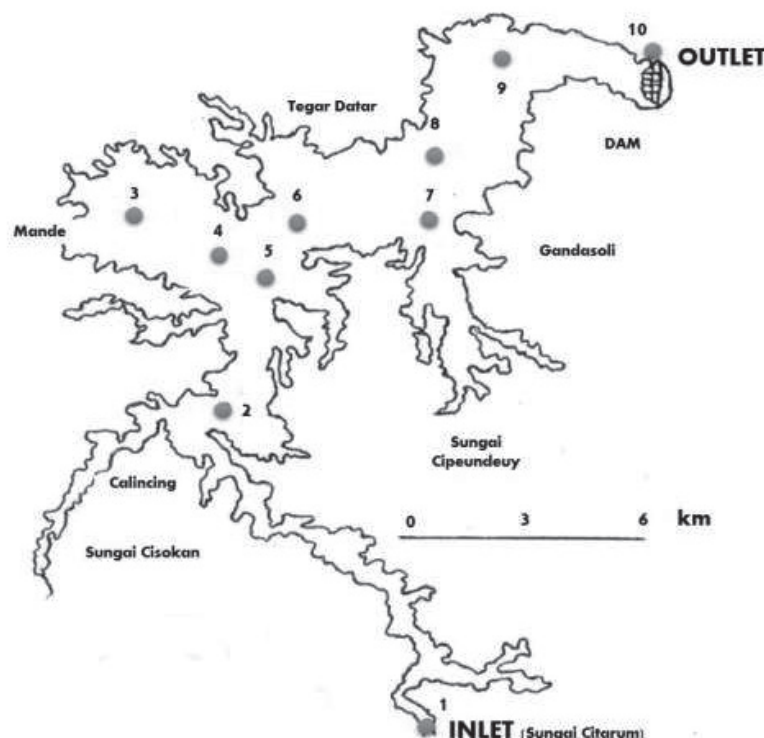 10
OUTLET
9
Tegar Datar
8
DAM
3
6
7
Mande
4
5
Gandasoli
2
Sungai
Cipeundeuy
Calincing
0 3 6 km
Sungai Cisokan
1
INLET (Sungai Citarum)